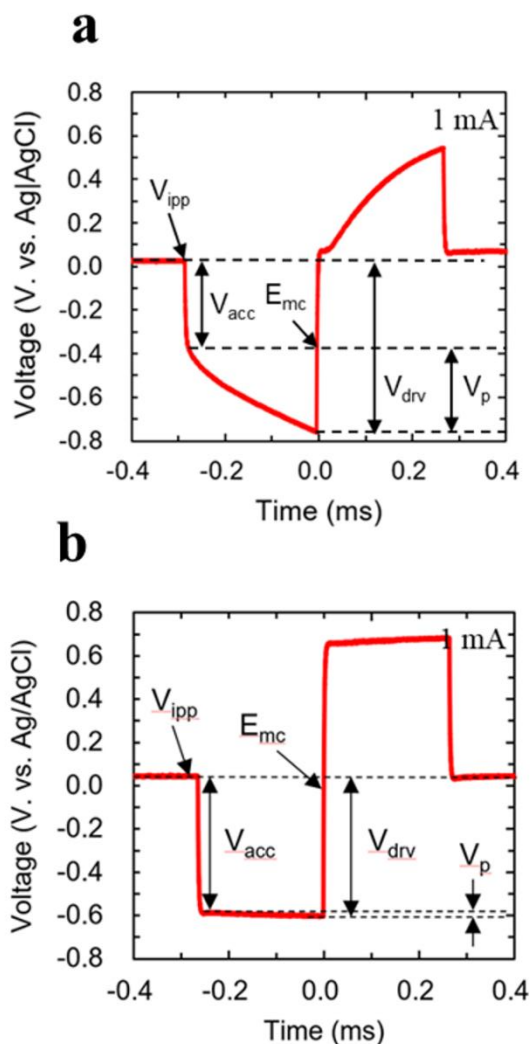 a
Voltage (V. vs. Ag|AgCl)
0.8
0.6
0.4
0.2
0.0
-0.2
-0.4
-0.6
-0.8
1 mA
Vipp
Vacc
Emc
Vdrv
Vp
-0.4 -0.2 0.0 0.2 0.4
Time (ms)
b
Voltage (V. vs. Ag/AgCl)
0.8
0.6
0.4
0.2
0.0
-0.2
-0.4
-0.6
-0.8
1 mA
Vipp
Emc
Vacc
Vdrv
Vp
-0.4 -0.2 0.0 0.2 0.4
Time (ms)